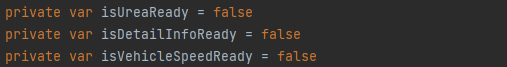 private var isUreaReady = false
private var isDetailInfoReady = false
private var isVehicleSpeedReady = false